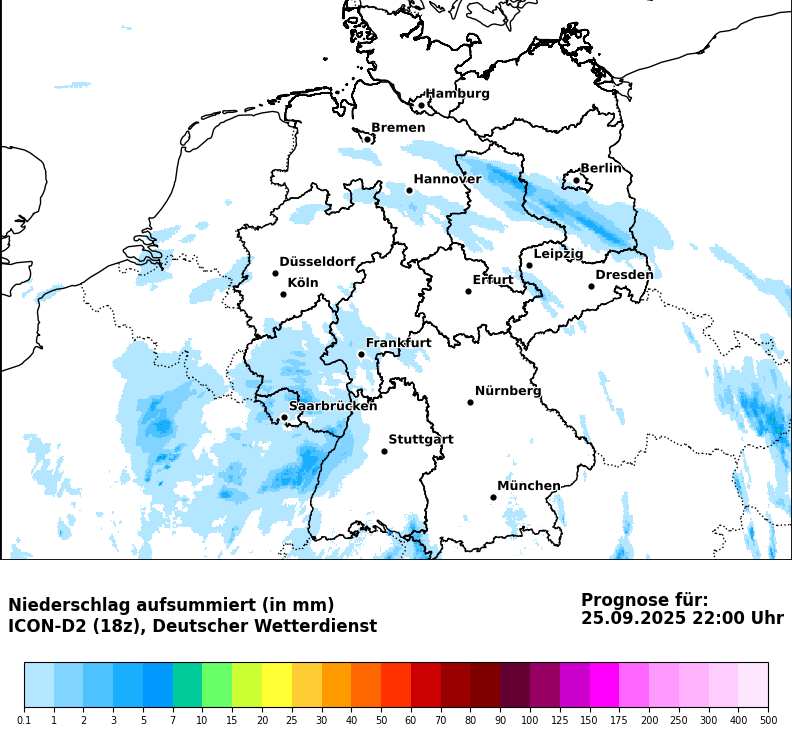 Hamburg
Bremen
Berlin
Hannover
Leipzig
Düsseldorf
Dresden
Erfurt
Köln
Frankfurt
Nürnberg
Saarbrücken
Stuttgart
München
Niederschlag aufsummiert (in mm)
ICON-D2 (18z), Deutscher Wetterdienst
Prognose für:
25.09.2025 22:00 Uhr
0.1 1 2 3 5 7 10 15 20 25 30 40 50 60 70 80 90 100 125 150 175 200 250 300 400 500